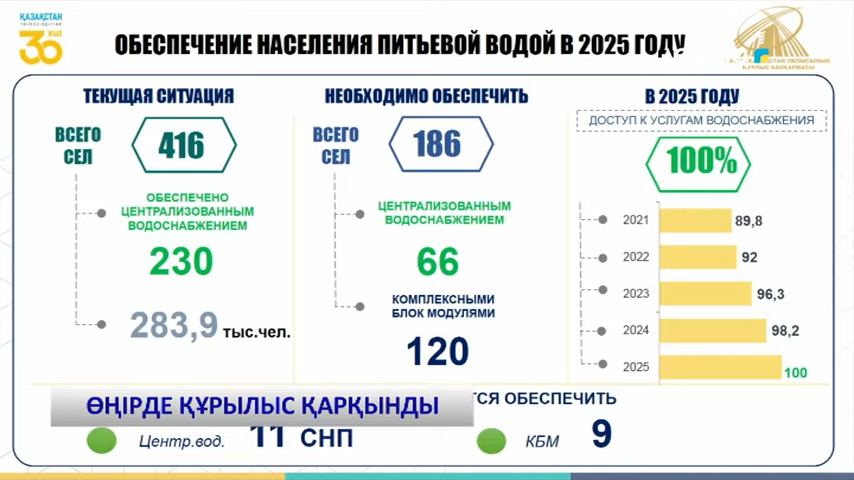 ҚАЗАҚСТАН
30 ЖЫЛ
ОБЕСПЕЧЕНИЕ НАСЕЛЕНИЯ ПИТЬЕВОЙ ВОДОЙ В 2025 ГОДУ
ҚҰРЫЛЫС БАСҚАРМАСЫ
ТЕКУЩАЯ СИТУАЦИЯ
ВСЕГО
СЕЛ
416
ОБЕСПЕЧЕНО
ЦЕНТРАЛИЗОВАННЫМ
ВОДОСНАБЖЕНИЕМ
230
283,9 тыс.чел.
НЕОБХОДИМО ОБЕСПЕЧИТЬ
ВСЕГО
СЕЛ
186
ЦЕНТРАЛИЗОВАННЫМ
ВОДОСНАБЖЕНИЕМ
66
КОМПЛЕКСНЫМИ
БЛОК МОДУЛЯМИ
120
В 2025 ГОДУ
ДОСТУП К УСЛУГАМ ВОДОСНАБЖЕНИЯ
100%
2021 89,8
2022 92
2023 96,3
2024 98,2
2025 100
ОБЕСПЕЧИТЬ
ӨҢІРДЕ ҚҰРЫЛЫС ҚАРҚЫНДЫ
Центр.вод. 11 СНП
КБМ 9